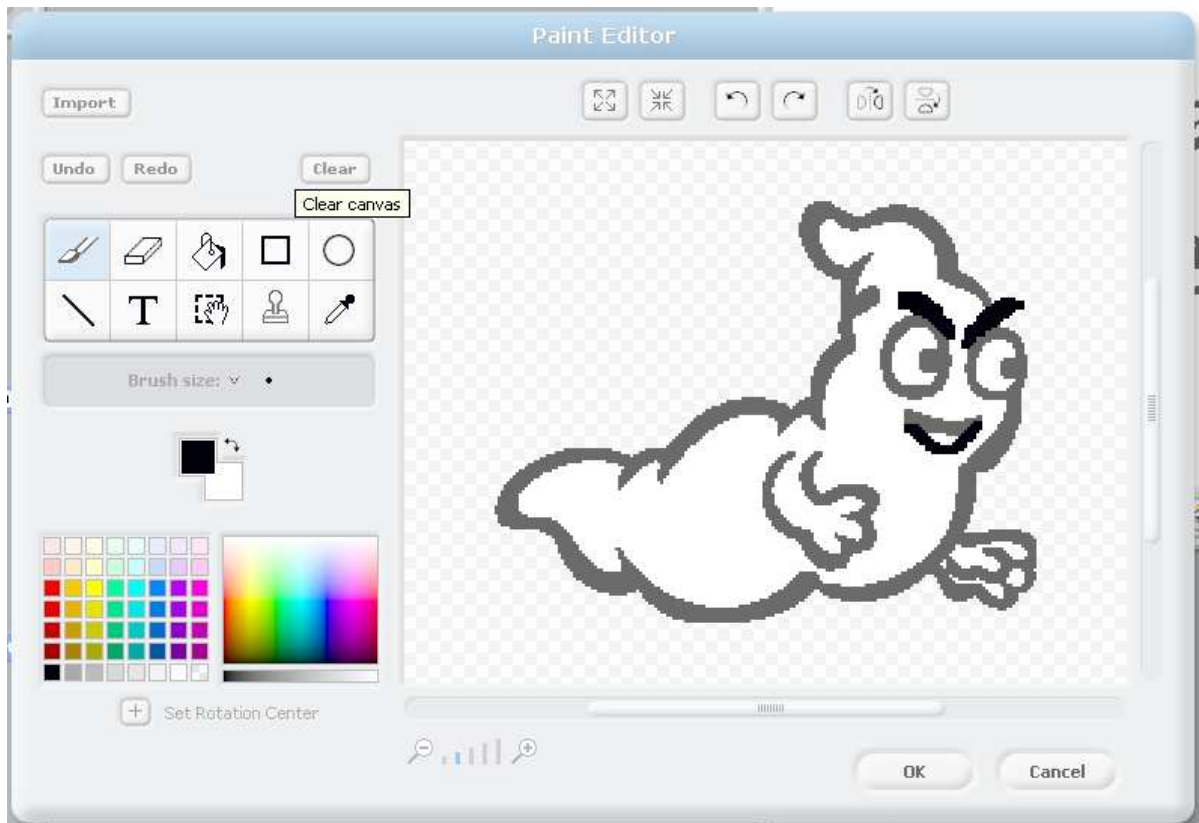 Paint Editor
Import
Undo Redo Clear
Clear canvas
T
Brush size:
Set Rotation Center
OK Cancel